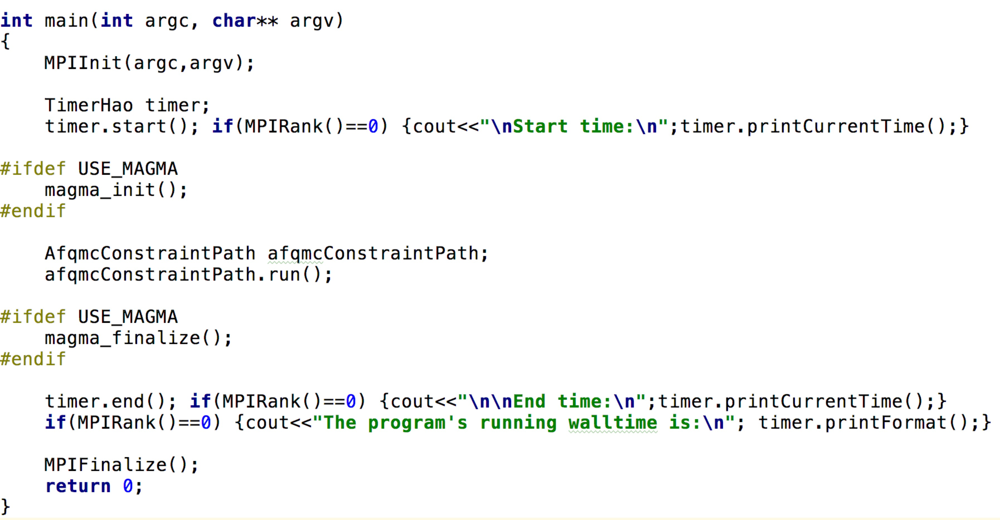 int main(int argc, char** argv)
{
    MPIInit(argc,argv);

    TimerHao timer;
    timer.start(); if(MPIRank()==0) {cout<<"\nStart time:\n";timer.printCurrentTime();}

#ifdef USE_MAGMA
    magma_init();
#endif

    AfqmcConstraintPath afqmcConstraintPath;
    afqmcConstraintPath.run();

#ifdef USE_MAGMA
    magma_finalize();
#endif

    timer.end(); if(MPIRank()==0) {cout<<"\n\nEnd time:\n";timer.printCurrentTime();}
    if(MPIRank()==0) {cout<<"The program's running walltime is:\n"; timer.printFormat();}

    MPIFinalize();
    return 0;
}